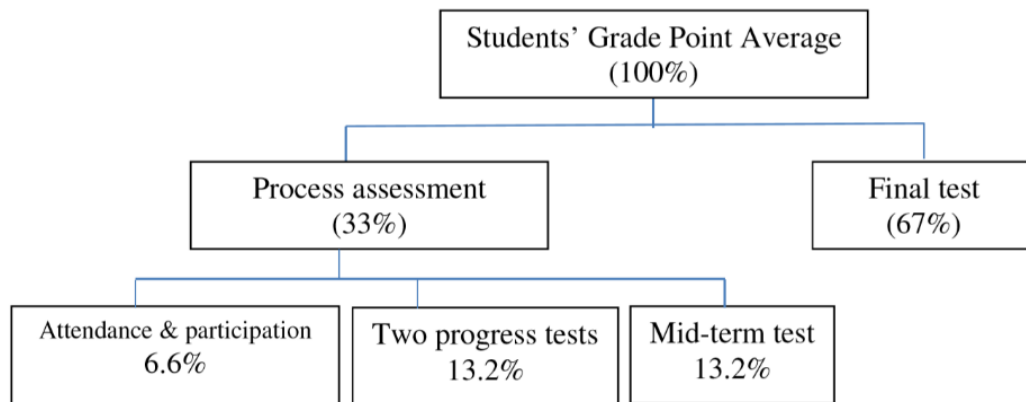 Students’ Grade Point Average
(100%)
Process assessment
(33%)
Final test
(67%)
Attendance & participation
6.6%
Two progress tests
13.2%
Mid-term test
13.2%